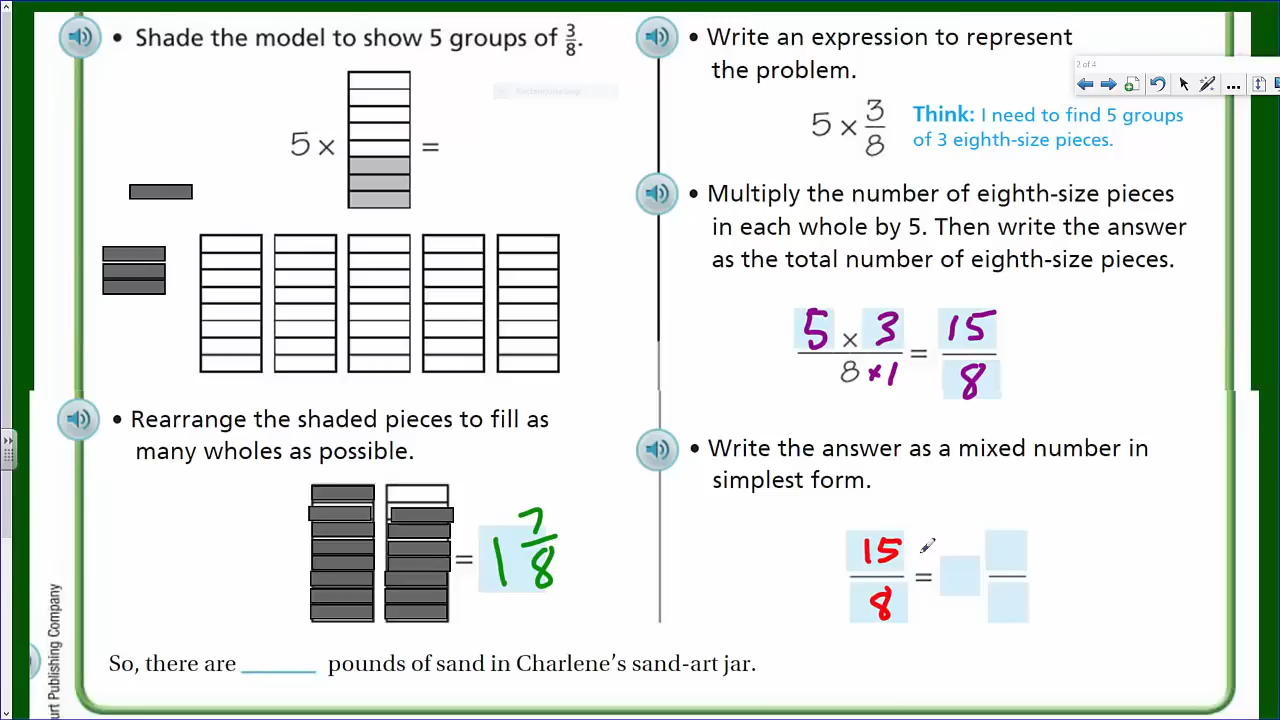 • Shade the model to show 5 groups of 3/8.
5 × =
• Rearrange the shaded pieces to fill as
many wholes as possible.
= 1 7/8
So, there are ______ pounds of sand in Charlene’s sand-art jar.
urt Publishing Company
• Write an expression to represent
the problem.
5 × 3/8
Think: I need to find 5 groups
of 3 eighth-size pieces.
• Multiply the number of eighth-size pieces
in each whole by 5. Then write the answer
as the total number of eighth-size pieces.
5 × 3 / 8 × 1 = 15/8
• Write the answer as a mixed number in
simplest form.
15/8 =
2 of 4